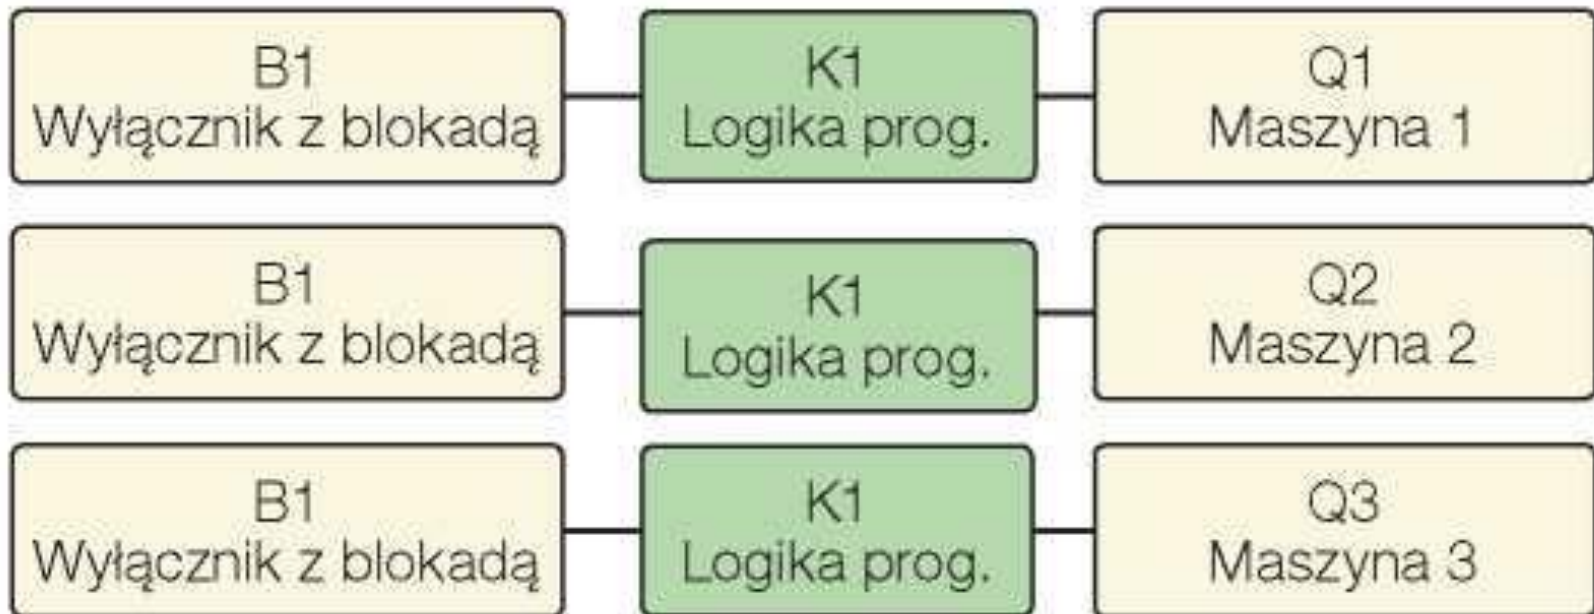 B1
Wyłącznik z blokadą
K1
Logika prog.
Q1
Maszyna 1
B1
Wyłącznik z blokadą
K1
Logika prog.
Q2
Maszyna 2
B1
Wyłącznik z blokadą
K1
Logika prog.
Q3
Maszyna 3